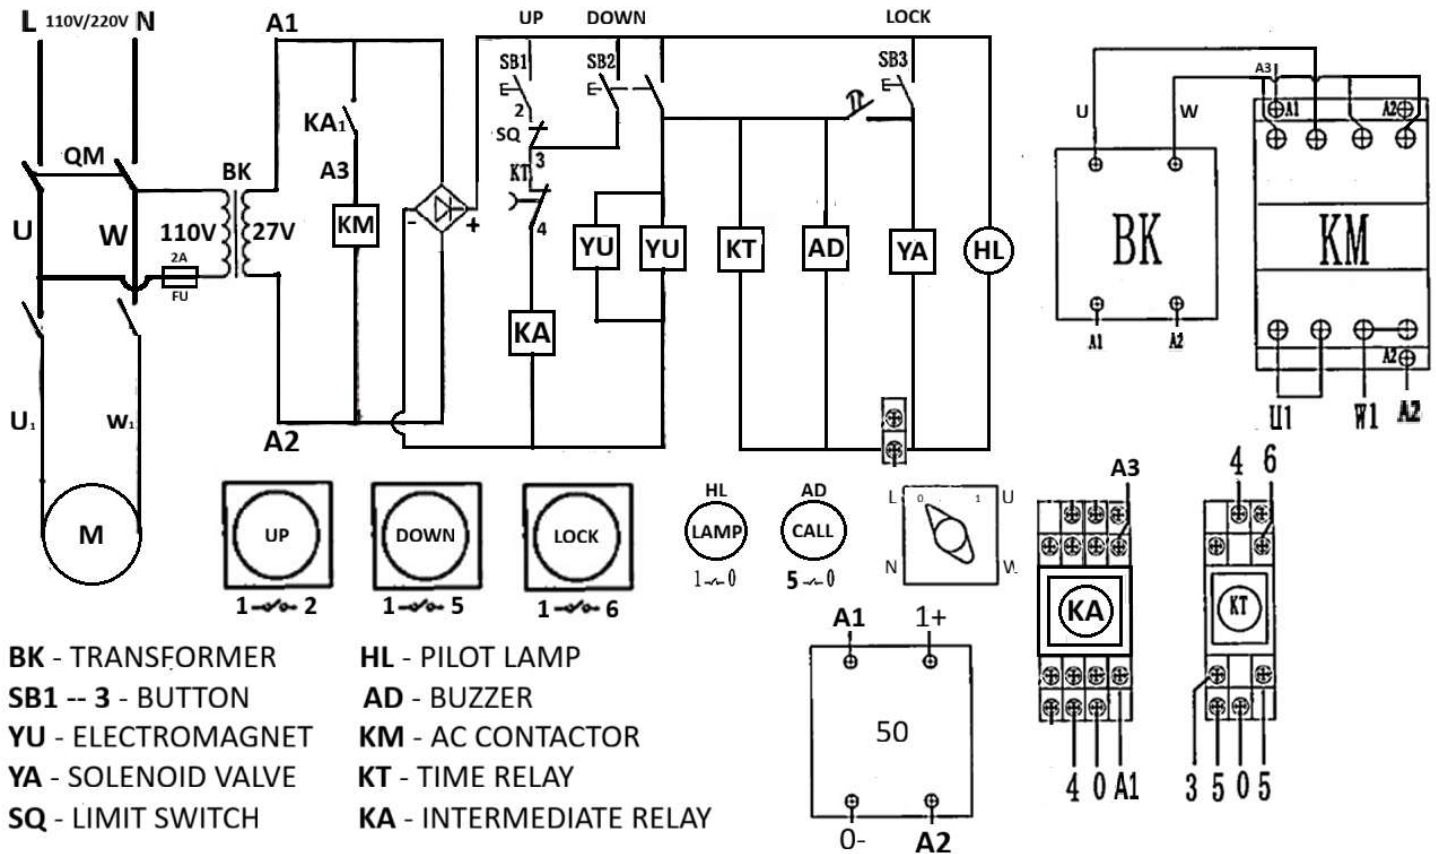 L 110V/220V N A1 UP DOWN LOCK
SB1 SB2 SB3
2
KA1
SQ
QM
3
BK
A3
KT
KM
- +
4
U W 110V 27V
2A
FU
YU YU KT AD YA HL
KA
U1 W1
A2
M
A3
A1 A2
U W
BK KM
A1 A2
A2
U1 W1 A2
UP DOWN LOCK
1 2 1 5 1 6
HL AD
LAMP CALL
1 0 5 0
L 0 1 U
N W
A3 4 6
KA KT
4 0 A1 3 5 0 5
A1 1+
50
0- A2
BK - TRANSFORMER
SB1 -- 3 - BUTTON
YU - ELECTROMAGNET
YA - SOLENOID VALVE
SQ - LIMIT SWITCH
HL - PILOT LAMP
AD - BUZZER
KM - AC CONTACTOR
KT - TIME RELAY
KA - INTERMEDIATE RELAY